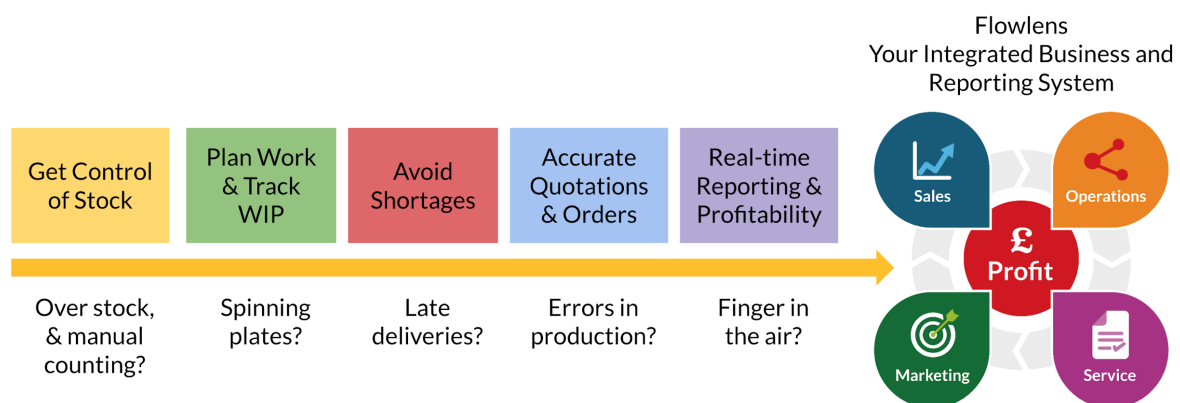 Flowlens
Your Integrated Business and
Reporting System
Get Control
of Stock
Plan Work
& Track
WIP
Avoid
Shortages
Accurate
Quotations
& Orders
Real-time
Reporting &
Profitability
Over stock,
& manual
counting?
Spinning
plates?
Late
deliveries?
Errors in
production?
Finger in
the air?
Sales
Operations
£
Profit
Marketing
Service